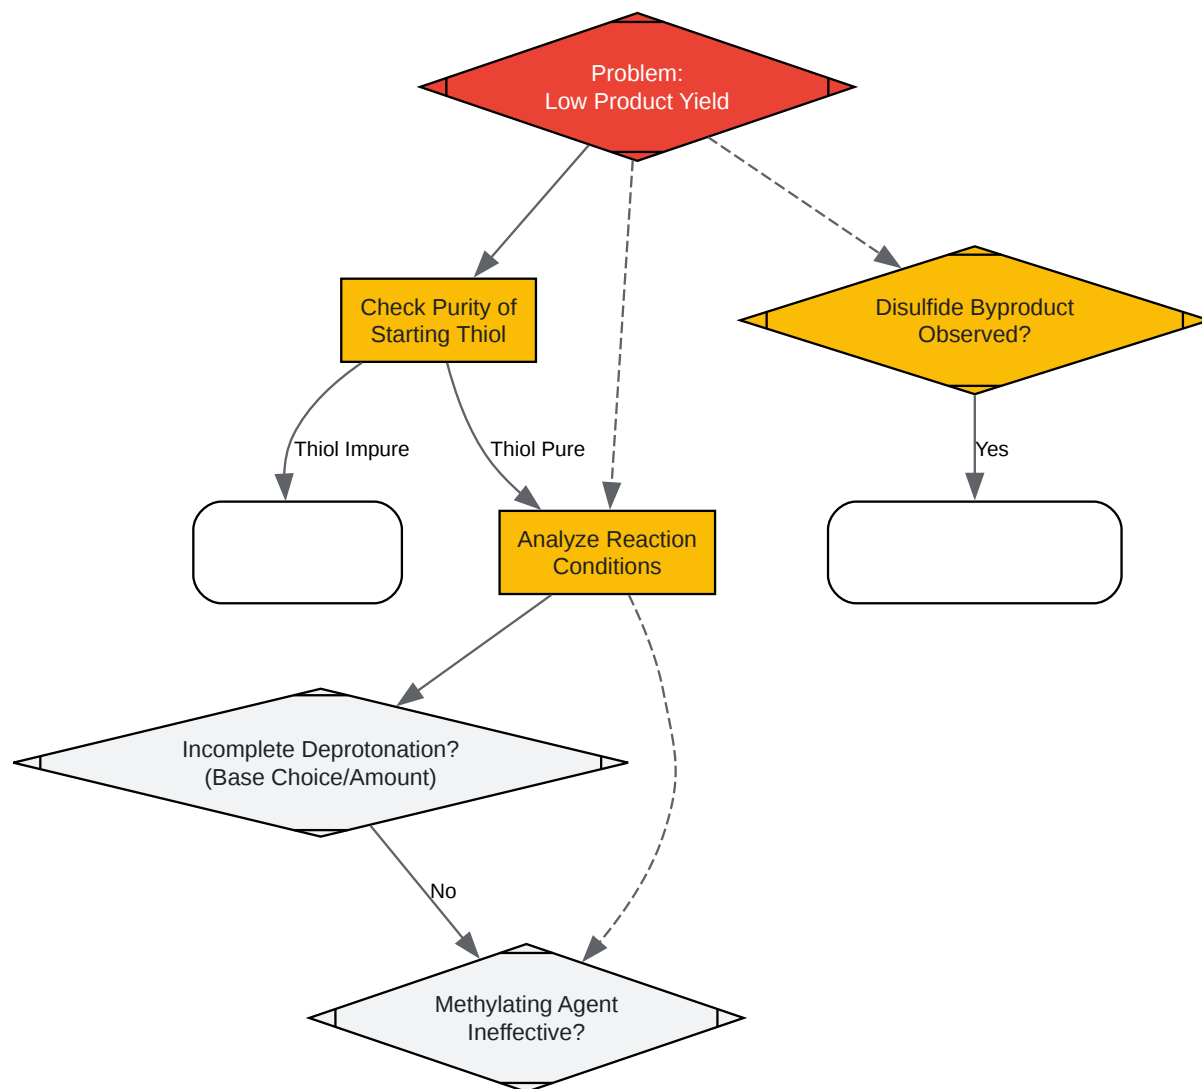 Problem:
Low Product Yield
Check Purity of
Starting Thiol
Disulfide Byproduct
Observed?
Thiol Impure
Thiol Pure
Yes
Analyze Reaction
Conditions
Incomplete Deprotonation?
(Base Choice/Amount)
No
Methylating Agent
Ineffective?